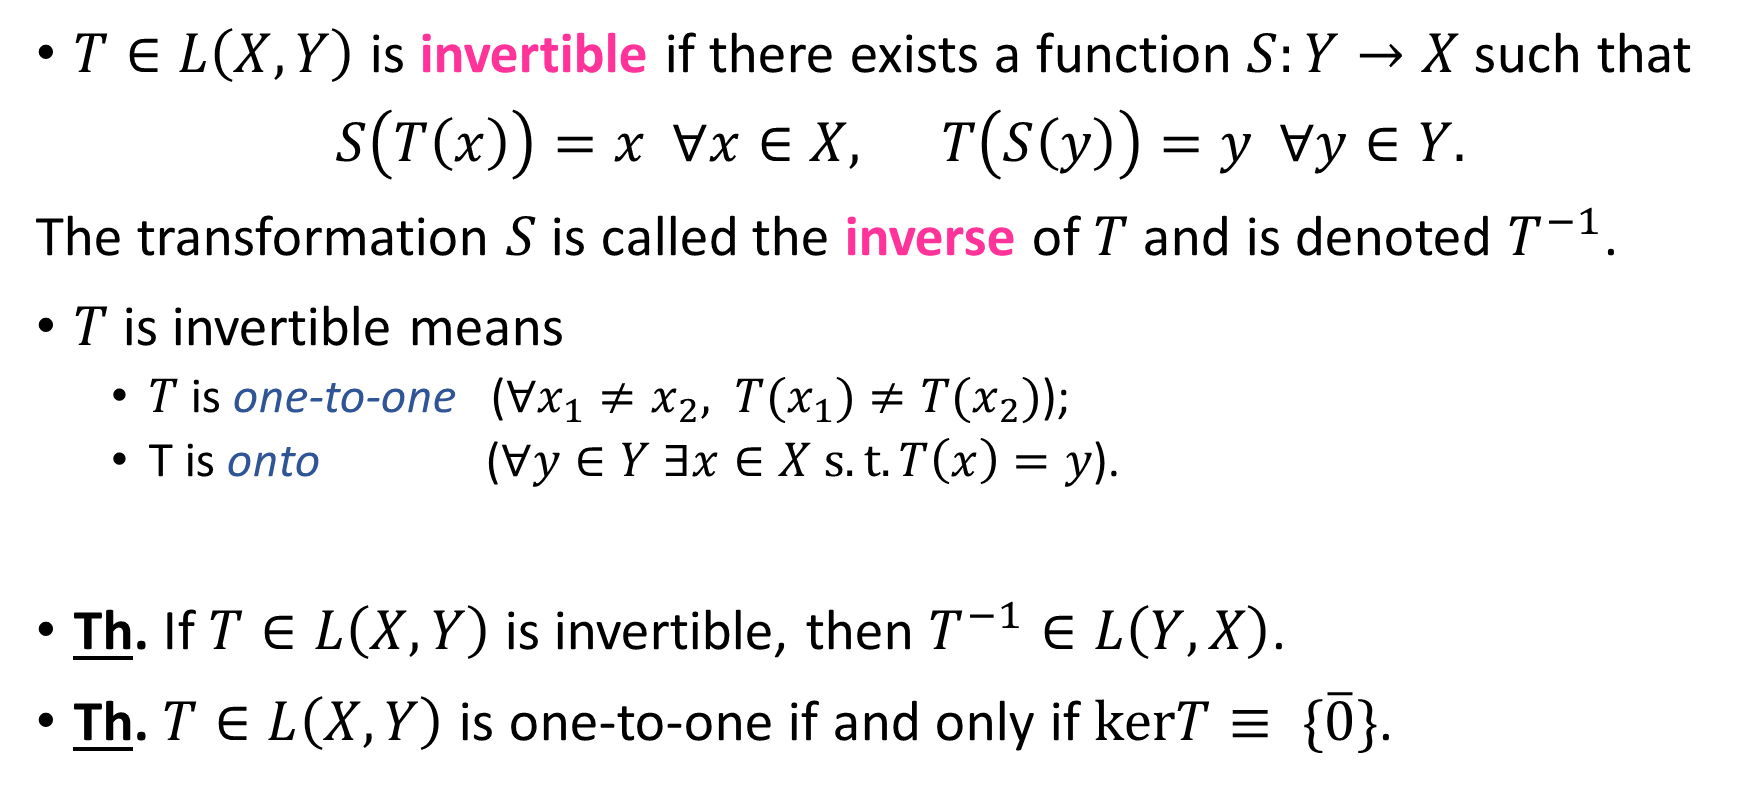 • T ∈ L(X, Y) is invertible if there exists a function S: Y → X such that
S(T(x)) = x ∀x ∈ X, T(S(y)) = y ∀y ∈ Y.
The transformation S is called the inverse of T and is denoted T⁻¹.
• T is invertible means
• T is one-to-one (∀x₁ ≠ x₂, T(x₁) ≠ T(x₂));
• T is onto (∀y ∈ Y ∃x ∈ X s.t. T(x) = y).
• Th. If T ∈ L(X, Y) is invertible, then T⁻¹ ∈ L(Y, X).
• Th. T ∈ L(X, Y) is one-to-one if and only if kerT ≡ {0̄}.